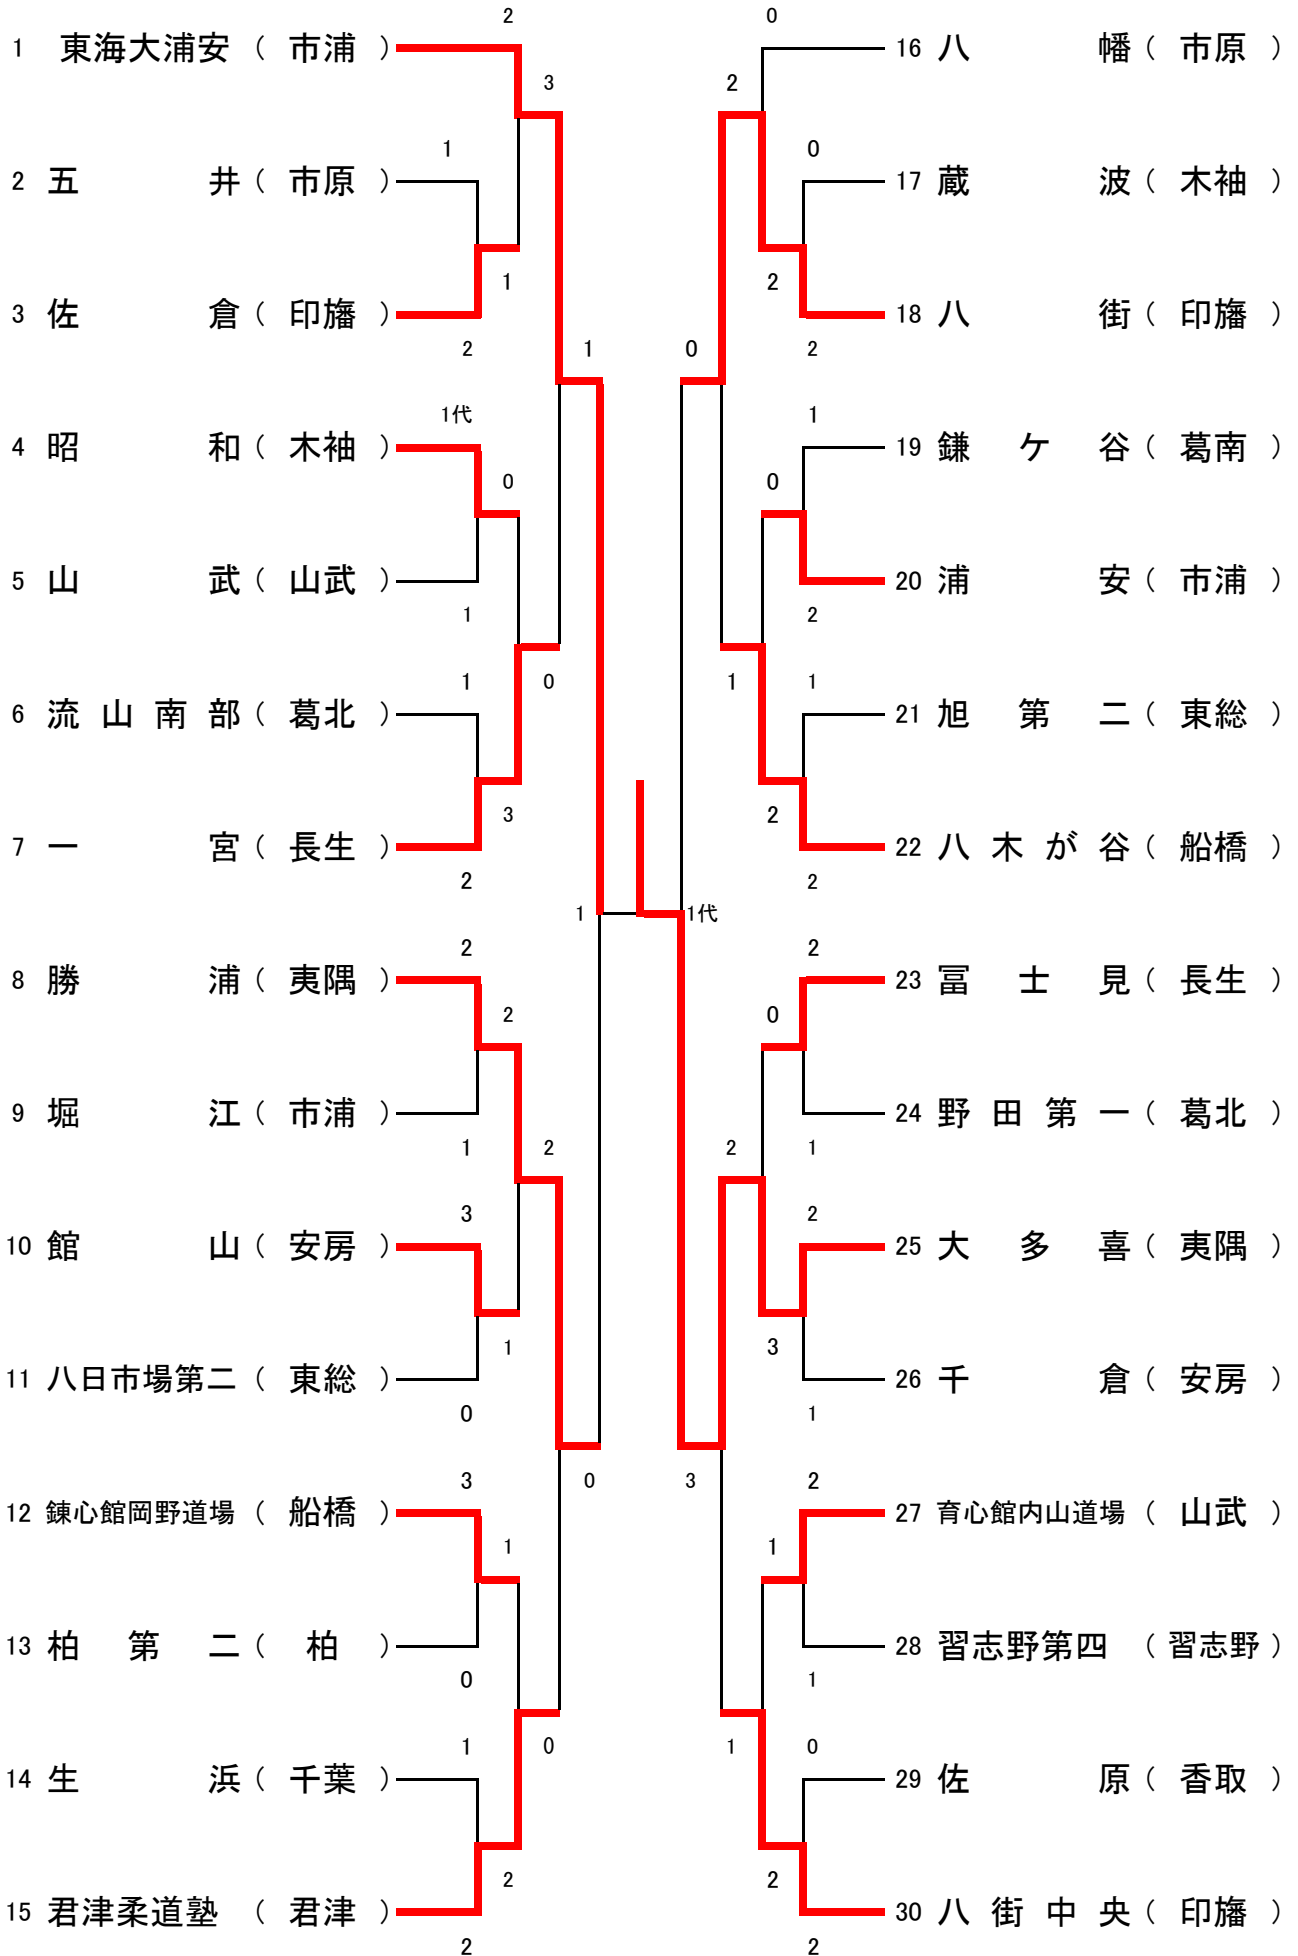 2
0
1 東海大浦安 （ 市浦 ）
16 八幡 （ 市原 ）
3
2
1
0
2 五井 （ 市原 ）
17 蔵波 （ 木袖 ）
1
2
3 佐倉 （ 印旛 ）
18 八街 （ 印旛 ）
2
1
0
2
1代
1
4 昭和 （ 木袖 ）
19 鎌ケ谷 （ 葛南 ）
0
0
5 山武 （ 山武 ）
20 浦安 （ 市浦 ）
1
2
1
0
1
1
6 流山南部 （ 葛北 ）
21 旭第二 （ 東総 ）
3
2
7 一宮 （ 長生 ）
22 八木が谷 （ 船橋 ）
2
2
1
1代
2
2
8 勝浦 （ 夷隅 ）
23 冨士見 （ 長生 ）
2
0
9 堀江 （ 市浦 ）
24 野田第一 （ 葛北 ）
1
2
2
1
3
2
10 館山 （ 安房 ）
25 大多喜 （ 夷隅 ）
1
3
11 八日市場第二 （ 東総 ）
26 千倉 （ 安房 ）
0
1
3
0
3
2
12 錬心館岡野道場 （ 船橋 ）
27 育心館内山道場 （ 山武 ）
1
1
13 柏第二 （ 柏 ）
28 習志野第四 （ 習志野 ）
0
1
1
0
1
0
14 生浜 （ 千葉 ）
29 佐原 （ 香取 ）
2
2
15 君津柔道塾 （ 君津 ）
30 八街中央 （ 印旛 ）
2
2